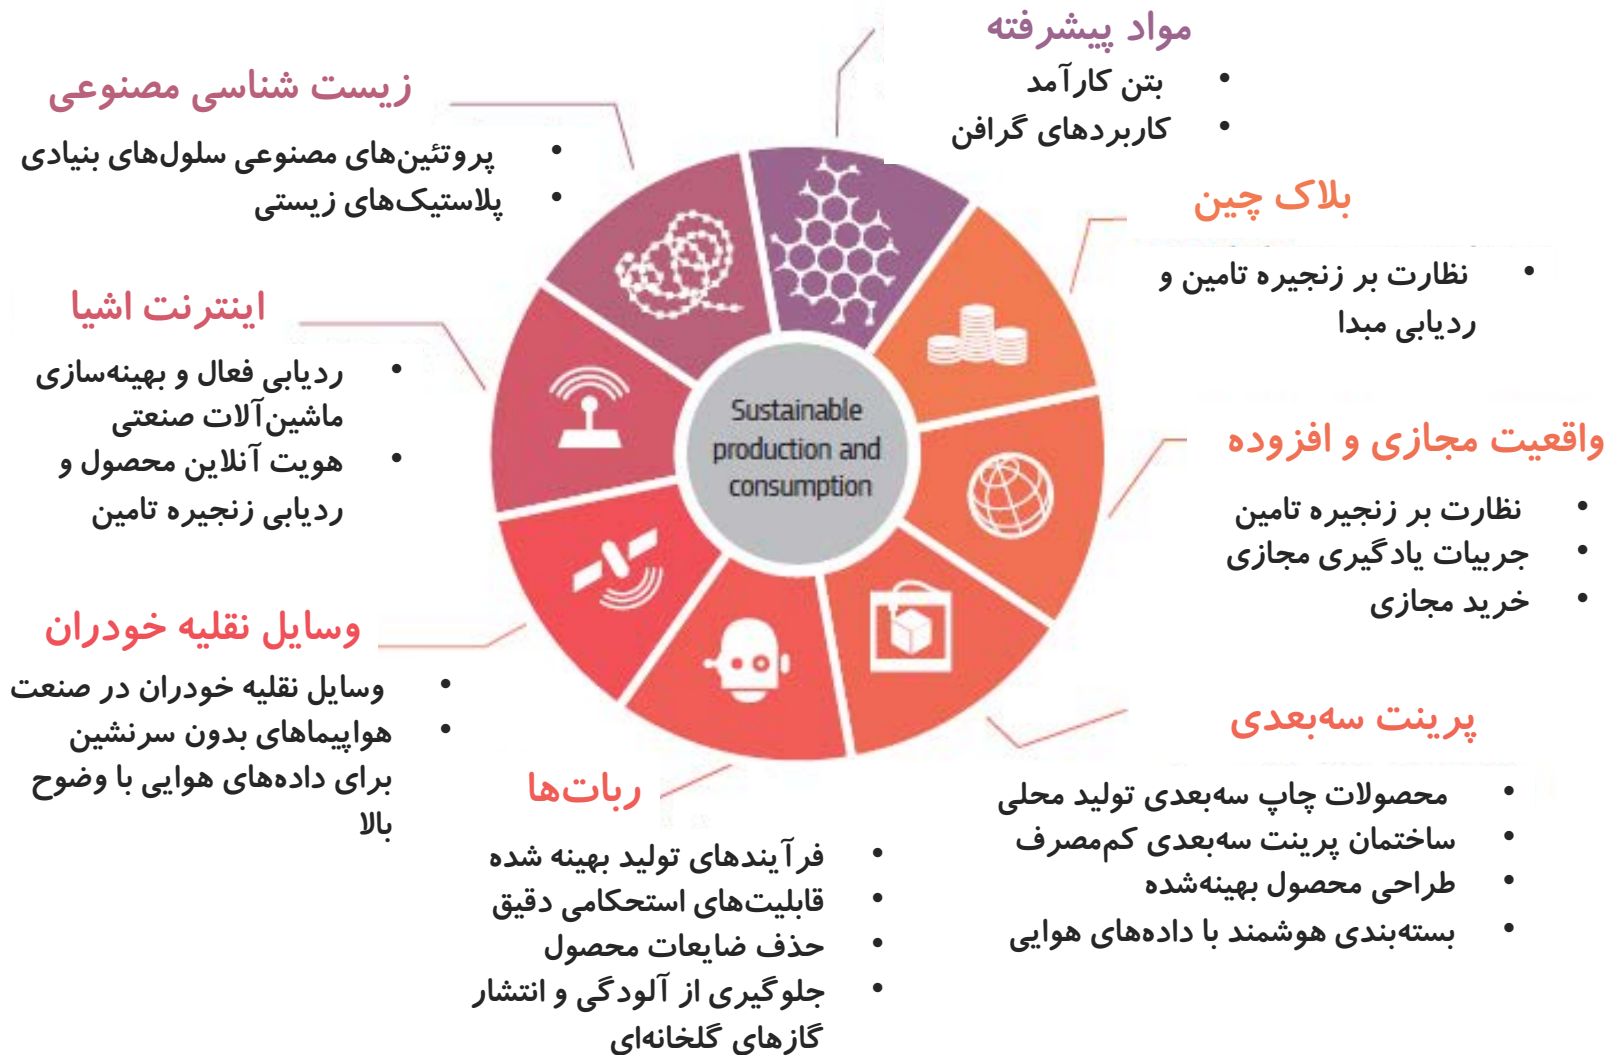 مواد پیشرفته
• بتن کارآمد
• کاربردهای گرافن
بلاک چین
• نظارت بر زنجیره تامین و
ردیابی مبدا
واقعیت مجازی و افزوده
• نظارت بر زنجیره تامین
• جربیات یادگیری مجازی
• خرید مجازی
پرینت سه‌بعدی
• محصولات چاپ سه‌بعدی تولید محلی
• ساختمان پرینت سه‌بعدی کم‌مصرف
• طراحی محصول بهینه‌شده
• بسته‌بندی هوشمند با داده‌های هوایی
ربات‌ها
• فرآیندهای تولید بهینه شده
• قابلیت‌های استحکامی دقیق
• حذف ضایعات محصول
• جلوگیری از آلودگی و انتشار
گازهای گلخانه‌ای
وسایل نقلیه خودران
• وسایل نقلیه خودران در صنعت
• هواپیماهای بدون سرنشین
برای داده‌های هوایی با وضوح
بالا
اینترنت اشیا
• ردیابی فعال و بهینه‌سازی
ماشین‌آلات صنعتی
• هویت آنلاین محصول و
ردیابی زنجیره تامین
زیست شناسی مصنوعی
• پروتئین‌های مصنوعی سلول‌های بنیادی
• پلاستیک‌های زیستی
Sustainable
production and
consumption